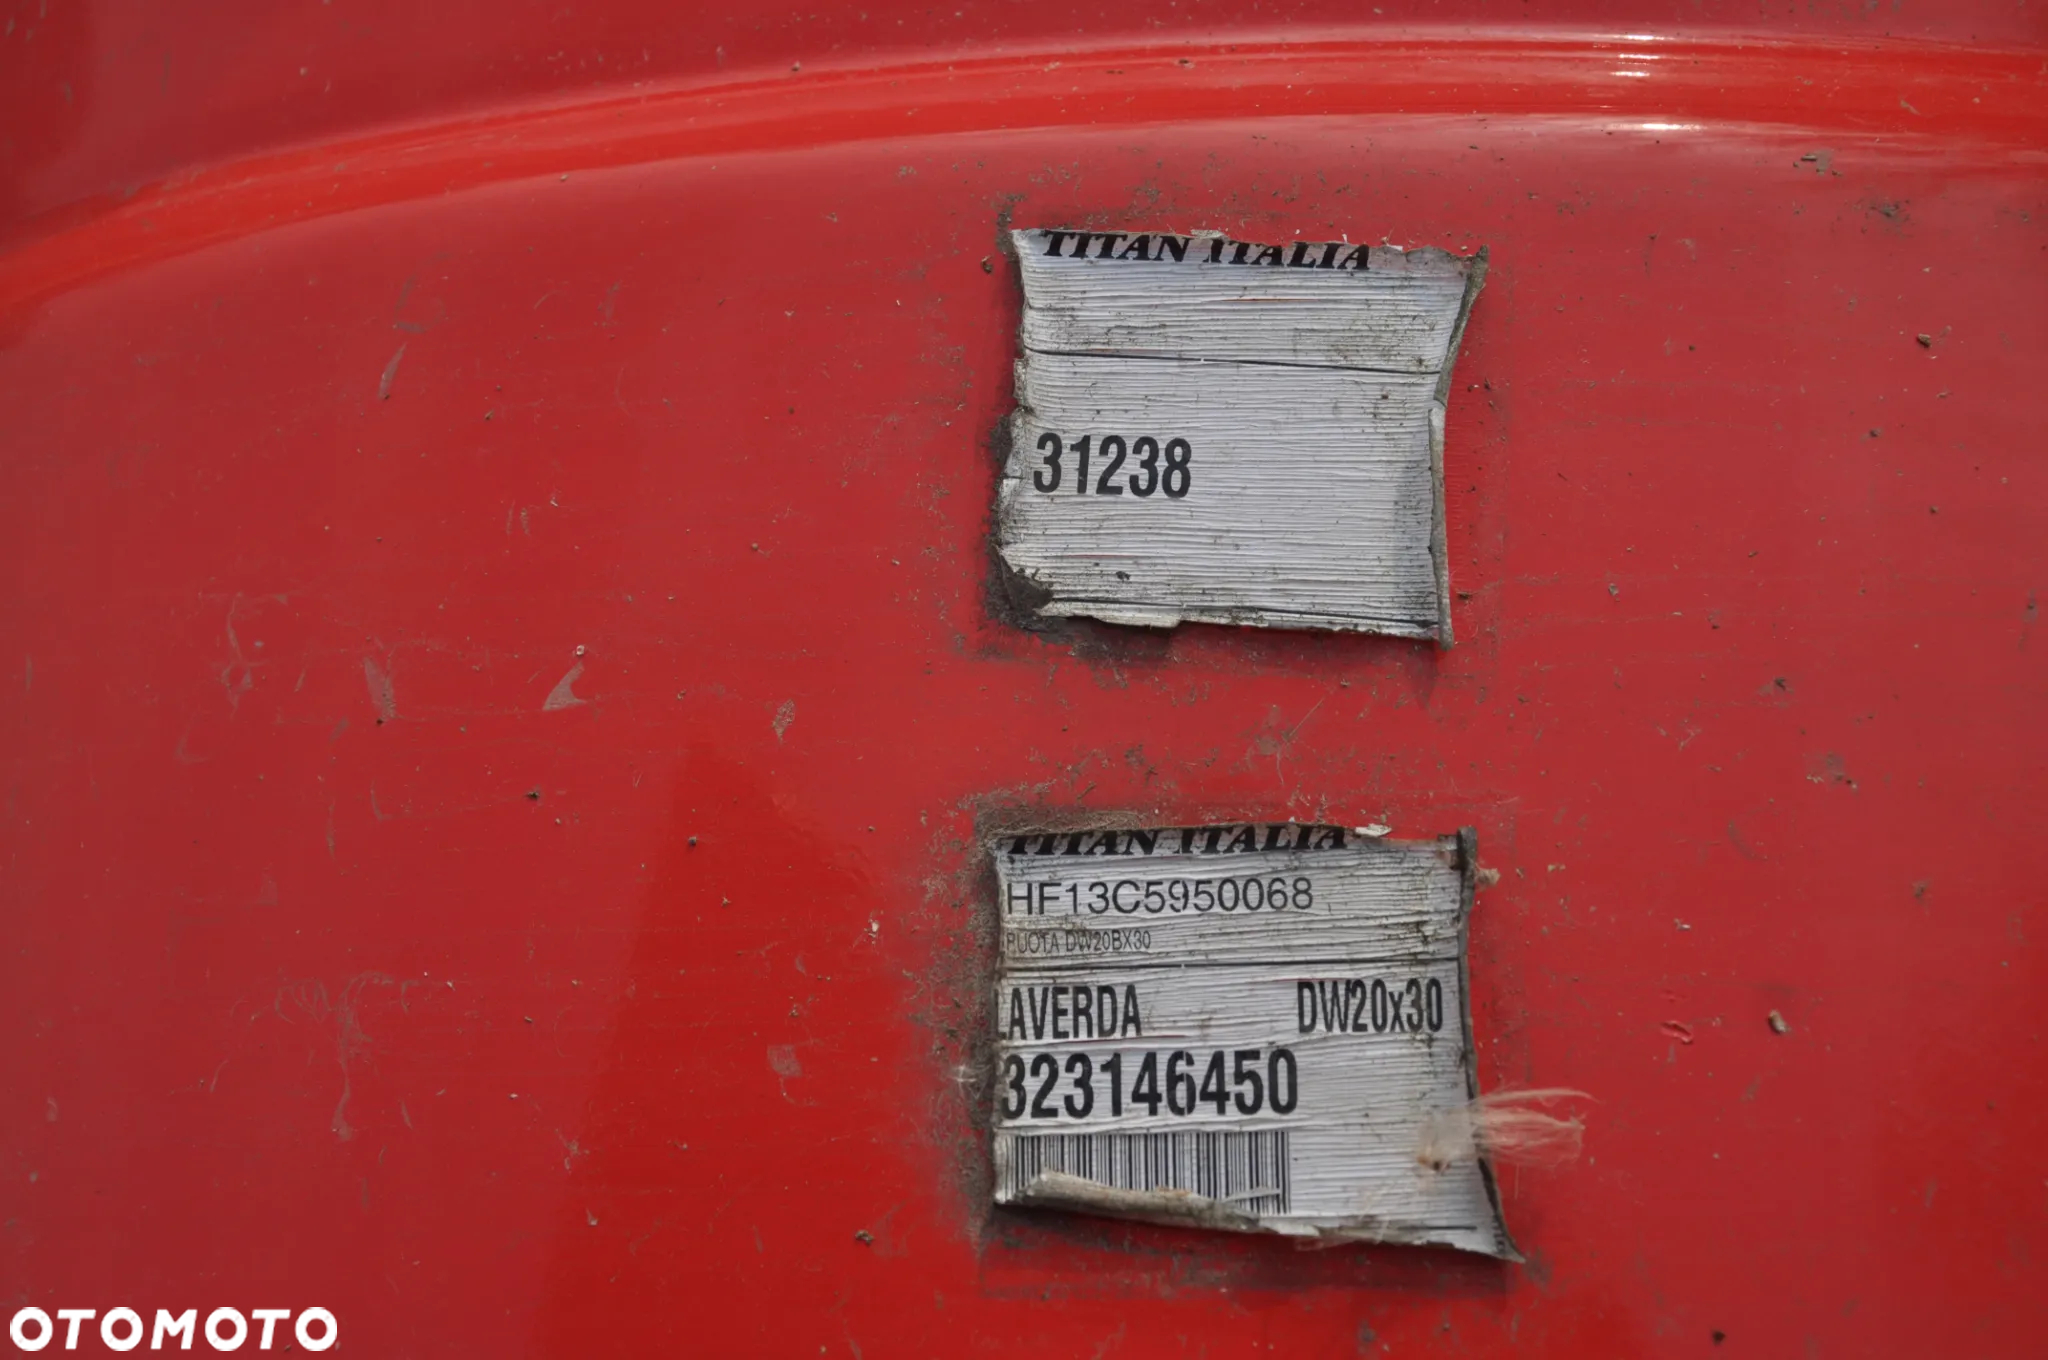 TITAN ITALIA
31238
TITAN ITALIA
HF13C5950068
RUOTA DW20BX30
LAVERDA DW20x30
323146450
OTOMOTO